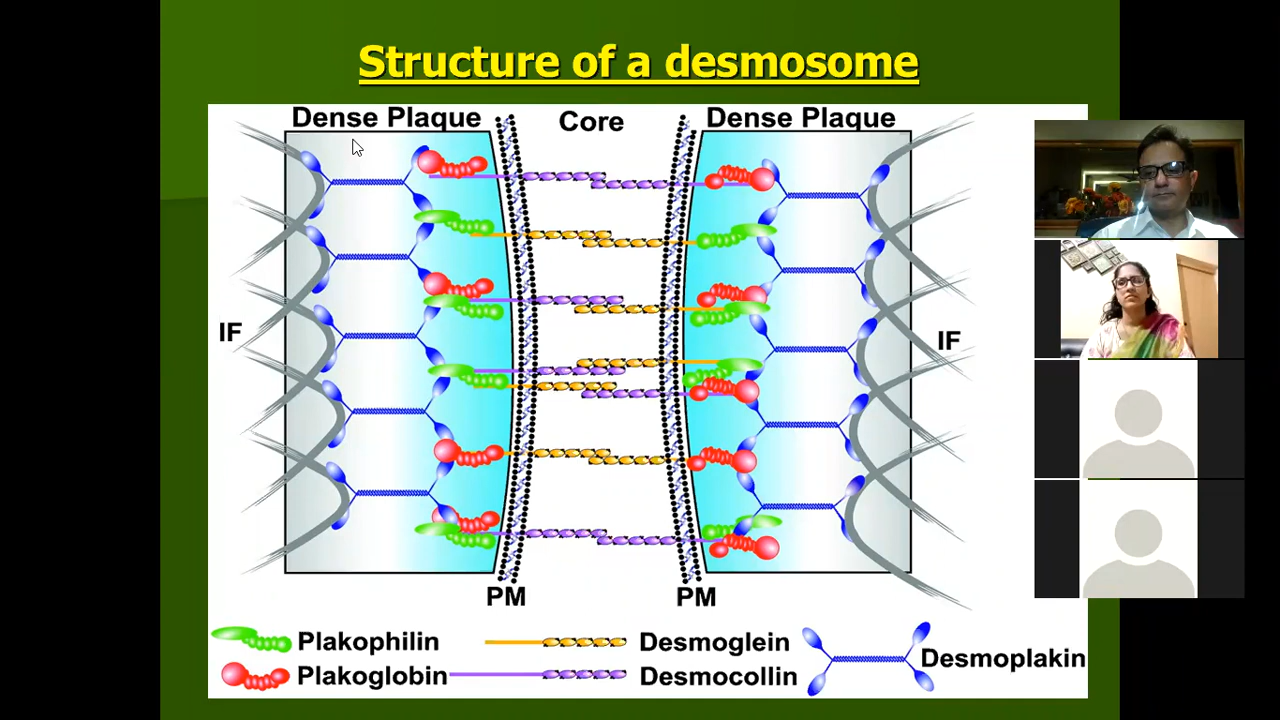 Structure of a desmosome
Dense Plaque
Core
Dense Plaque
IF
IF
PM
PM
Plakophilin
Desmoglein
Desmoplakin
Plakoglobin
Desmocollin